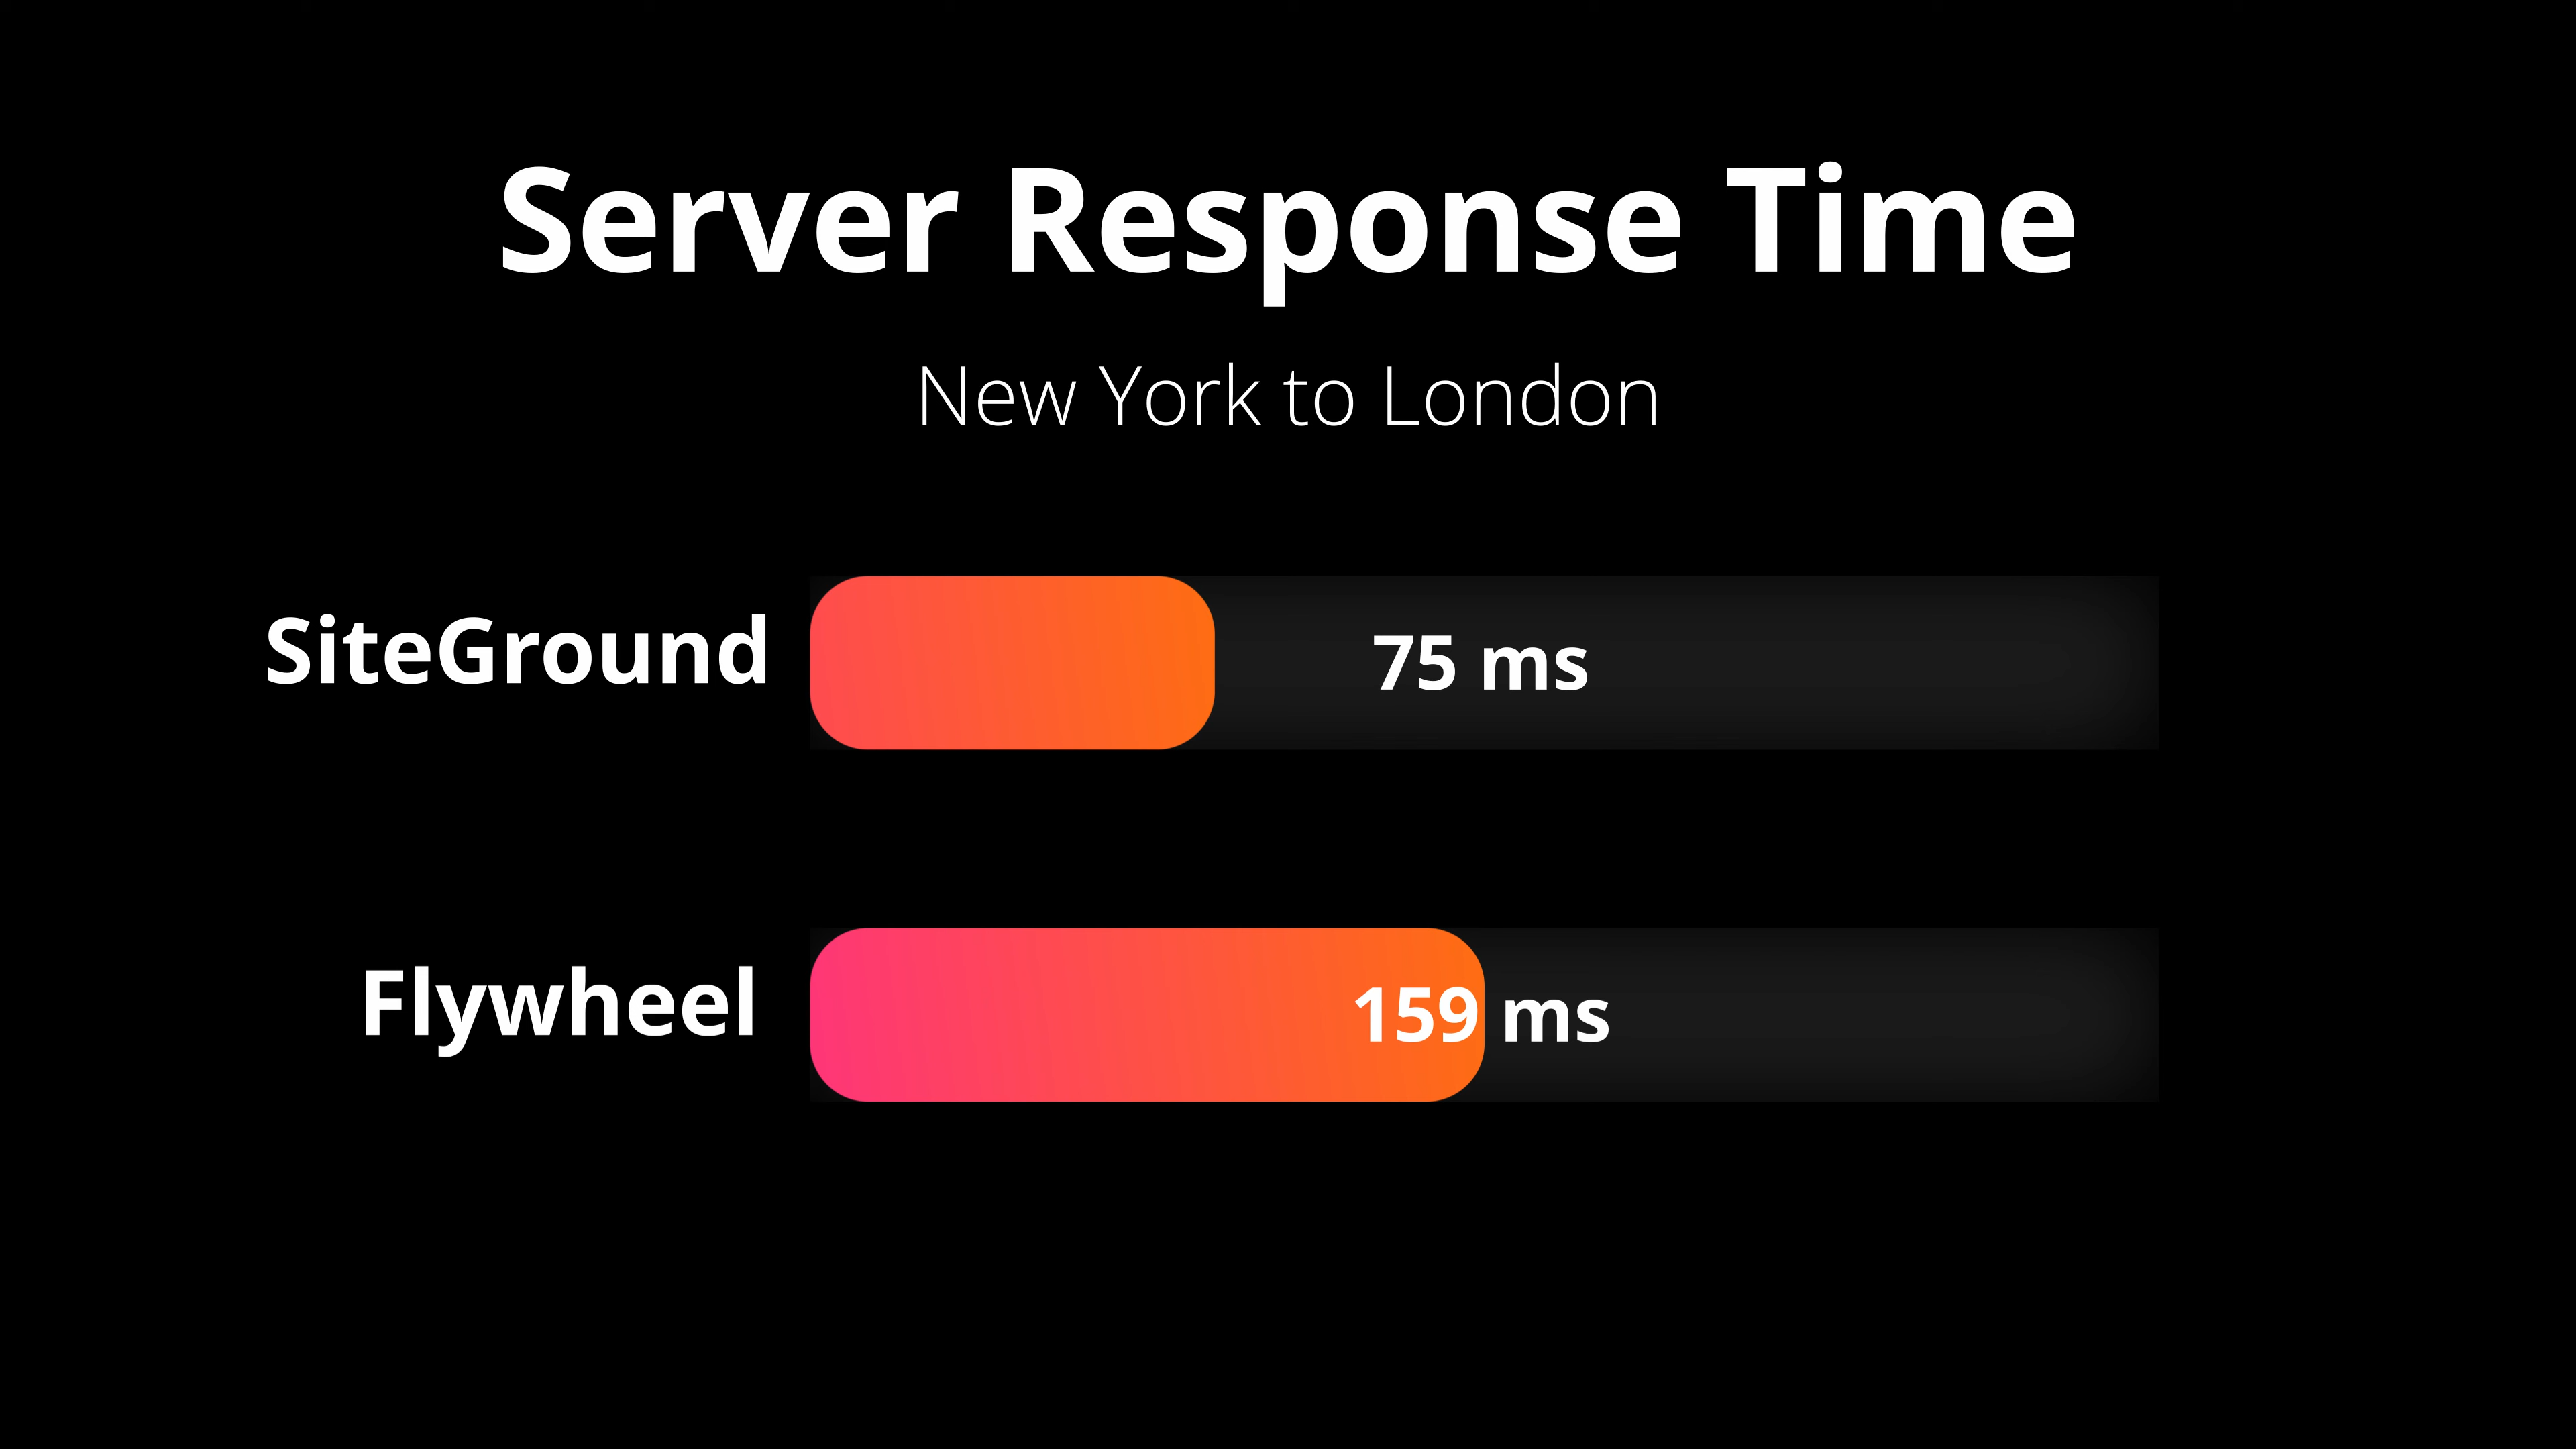 Server Response Time
New York to London
SiteGround
75 ms
Flywheel
159 ms